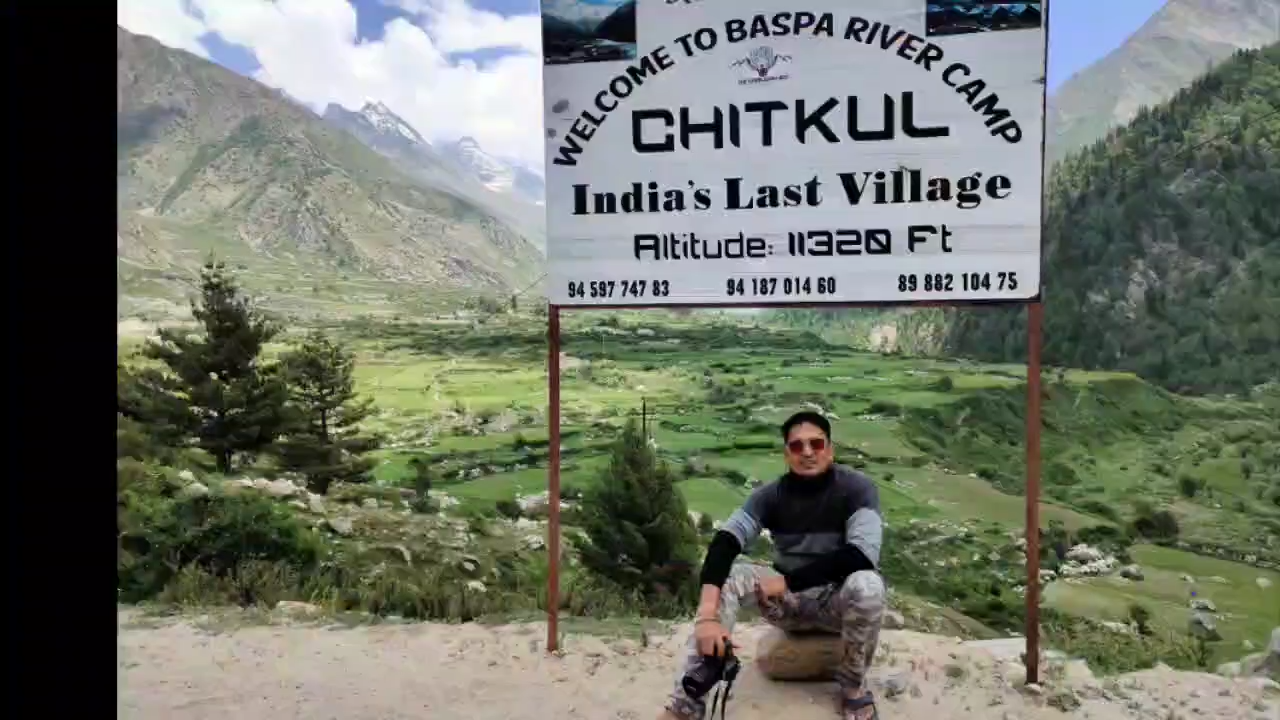 WELCOME TO BASPA RIVER CAMP
CHITKUL
India's Last Village
Altitude: 11320 Ft
94 597 747 83 94 187 014 60 89 882 104 75